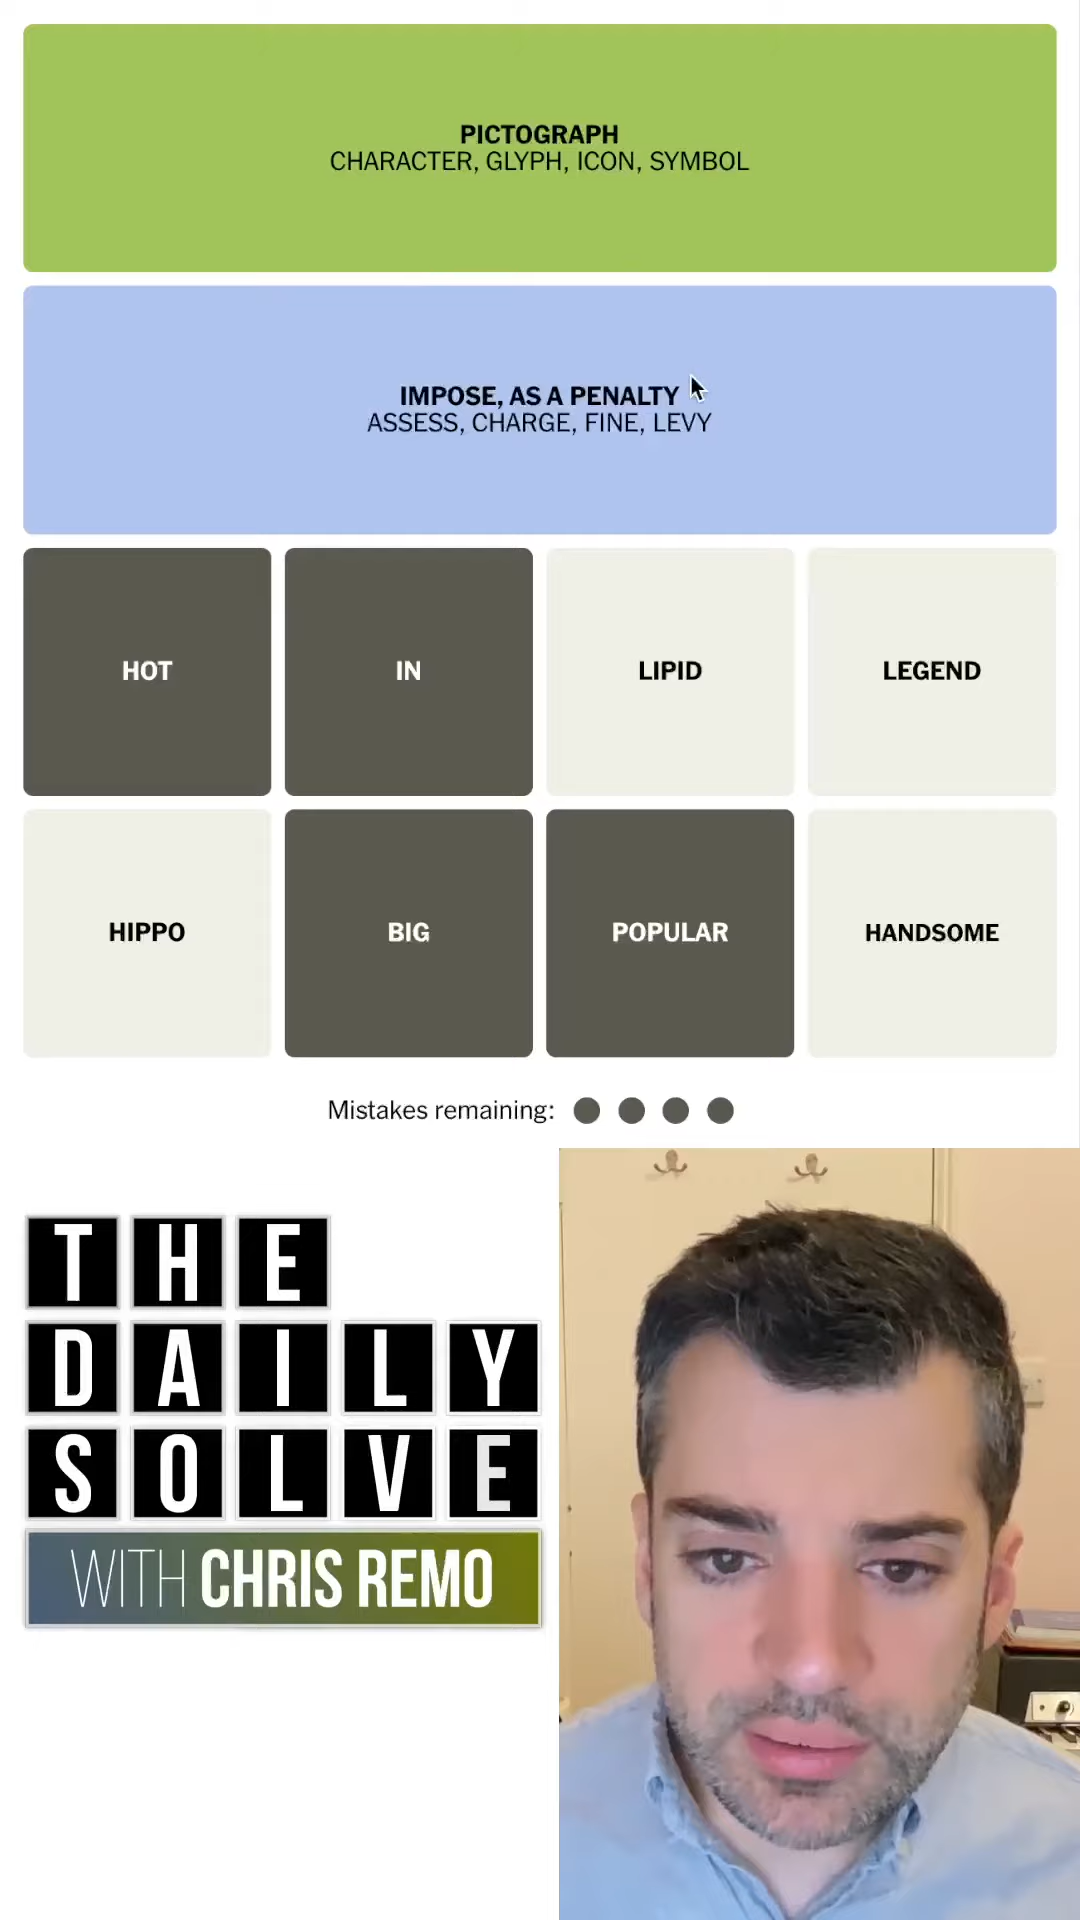 PICTOGRAPH
CHARACTER, GLYPH, ICON, SYMBOL
IMPOSE, AS A PENALTY
ASSESS, CHARGE, FINE, LEVY
HOT IN LIPID LEGEND
HIPPO BIG POPULAR HANDSOME
Mistakes remaining:
THE
DAILY
SOLVE
WITH CHRIS REMO